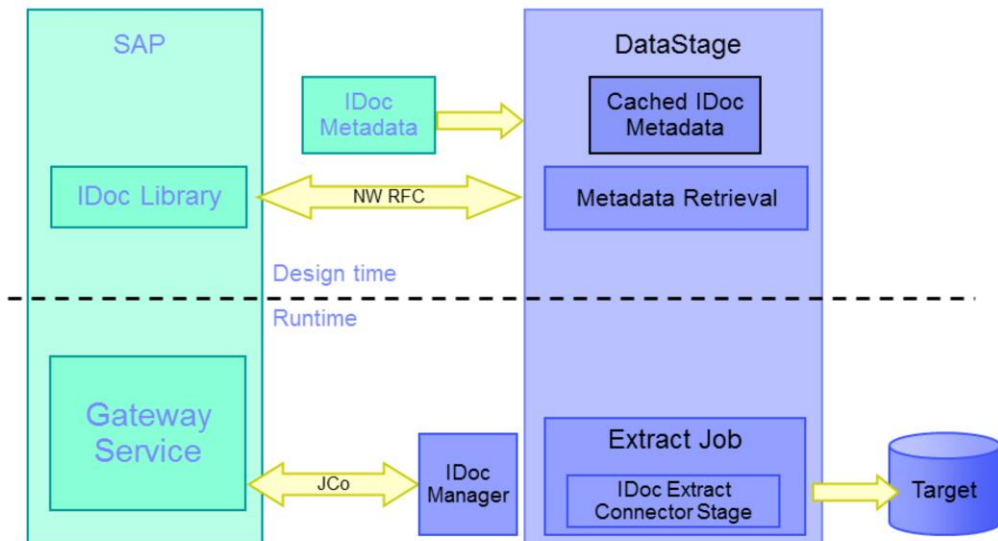 SAP
DataStage
IDoc
Metadata
Cached IDoc
Metadata
IDoc Library
NW RFC
Metadata Retrieval
Design time
Runtime
Gateway
Service
JCo
IDoc
Manager
Extract Job
IDoc Extract
Connector Stage
Target